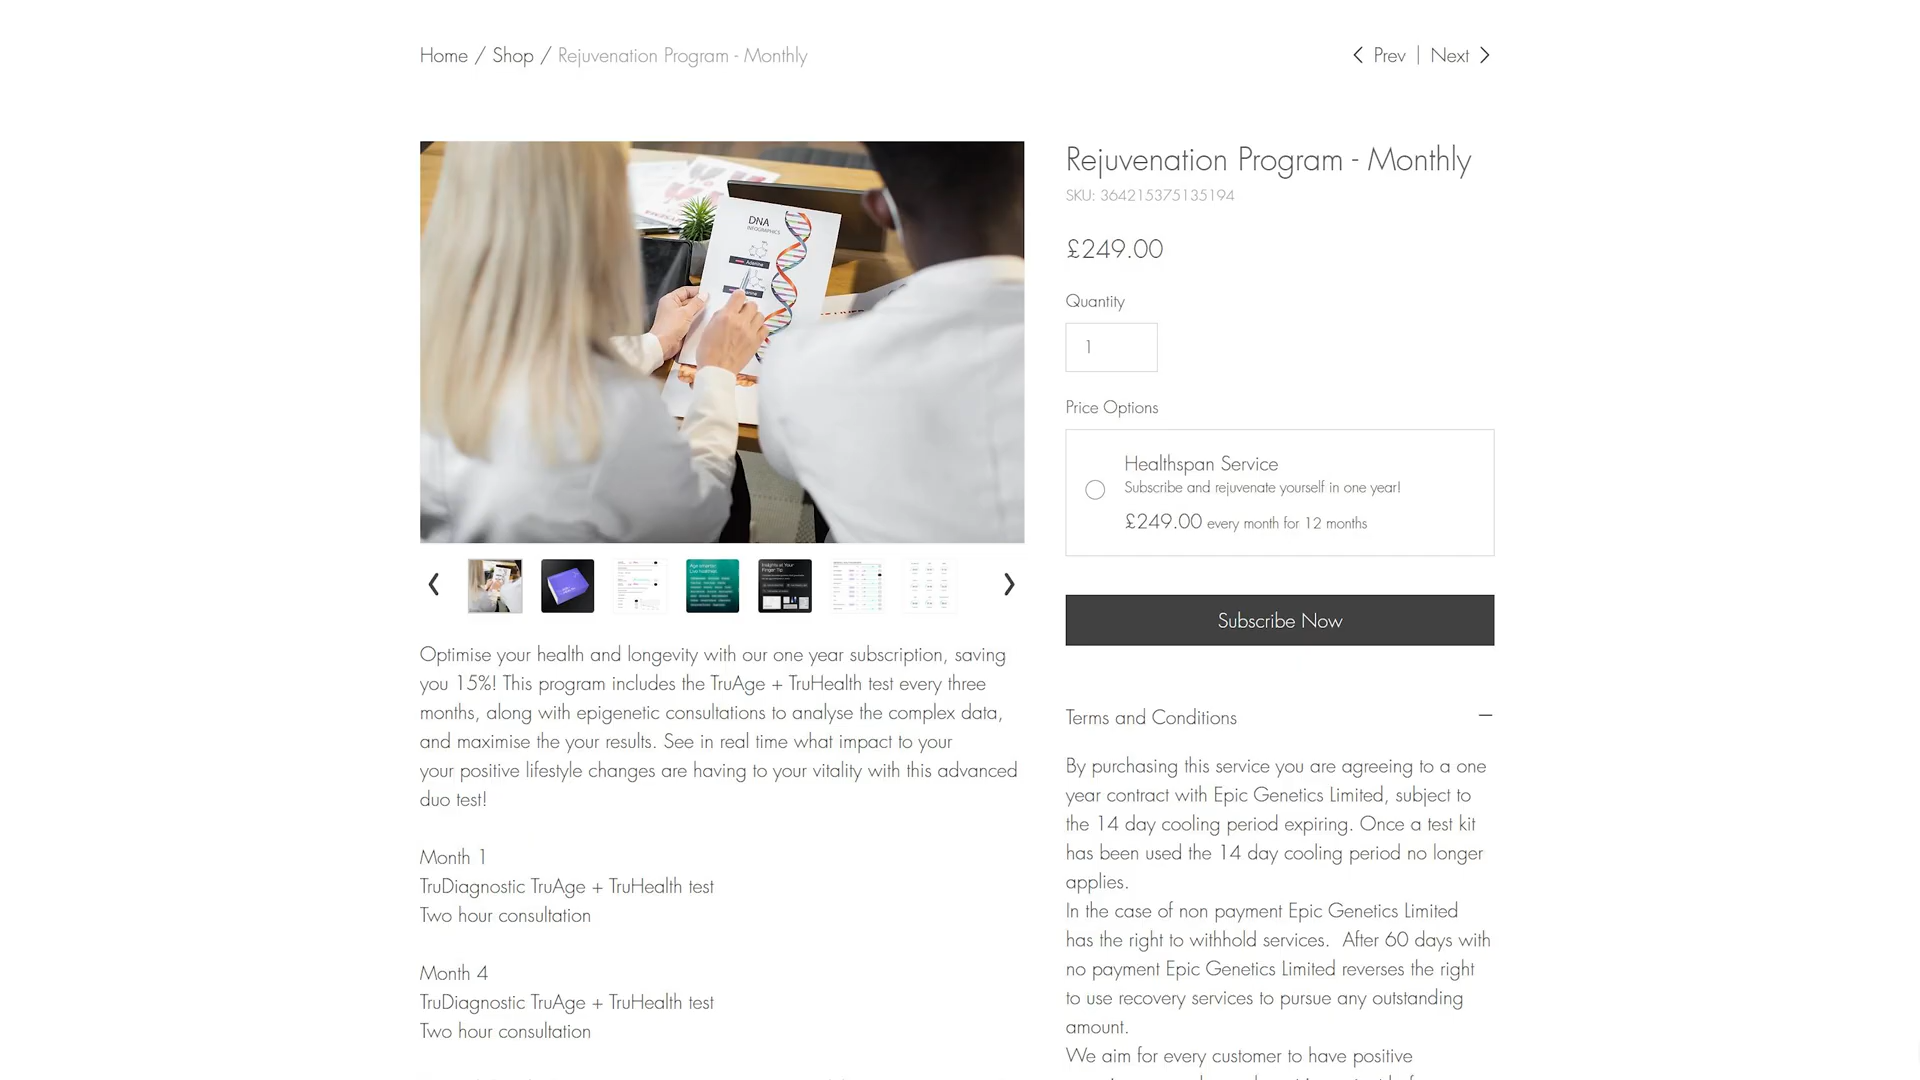 Home / Shop / Rejuvenation Program - Monthly
Prev | Next
DNA
INFOGRAPHICS
Adenine
Rejuvenation Program - Monthly
SKU: 364215375135194
£249.00
Quantity
1
Price Options
Healthspan Service
Subscribe and rejuvenate yourself in one year!
£249.00 every month for 12 months
Subscribe Now
Optimise your health and longevity with our one year subscription, saving
you 15%! This program includes the TruAge + TruHealth test every three
months, along with epigenetic consultations to analyse the complex data,
and maximise the your results. See in real time what impact to your
your positive lifestyle changes are having to your vitality with this advanced
duo test!
Month 1
TruDiagnostic TruAge + TruHealth test
Two hour consultation
Month 4
TruDiagnostic TruAge + TruHealth test
Two hour consultation
Terms and Conditions
By purchasing this service you are agreeing to a one
year contract with Epic Genetics Limited, subject to
the 14 day cooling period expiring. Once a test kit
has been used the 14 day cooling period no longer
applies.
In the case of non payment Epic Genetics Limited
has the right to withhold services.  After 60 days with
no payment Epic Genetics Limited reverses the right
to use recovery services to pursue any outstanding
amount.
We aim for every customer to have positive